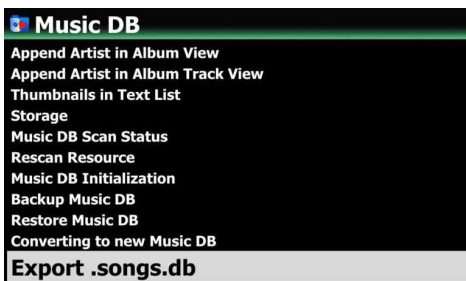 Music DB
Append Artist in Album View
Append Artist in Album Track View
Thumbnails in Text List
Storage
Music DB Scan Status
Rescan Resource
Music DB Initialization
Backup Music DB
Restore Music DB
Converting to new Music DB
Export .songs.db